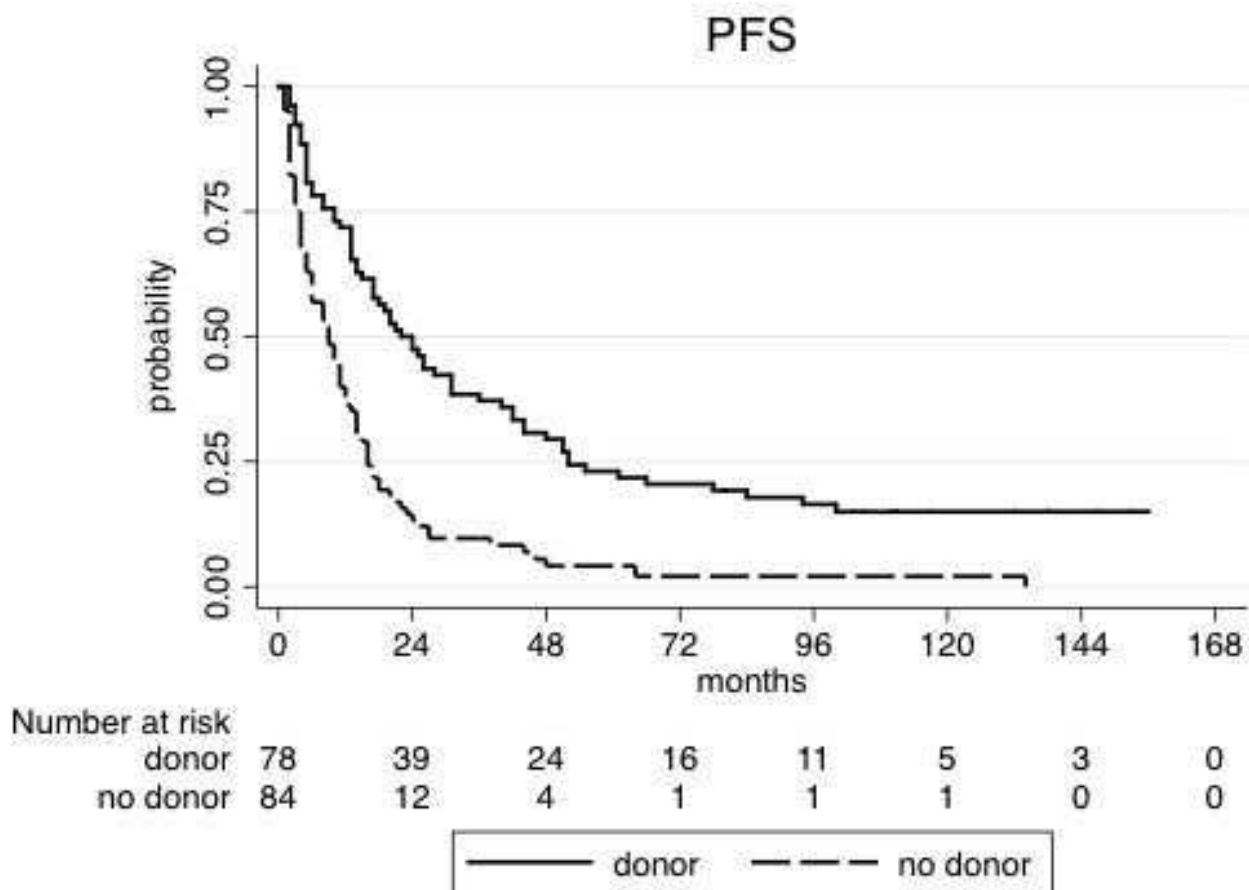 PFS
probability
1.00
0.75
0.50
0.25
0.00
0 24 48 72 96 120 144 168
months
Number at risk
donor 78 39 24 16 11 5 3 0
no donor 84 12 4 1 1 1 0 0
donor no donor